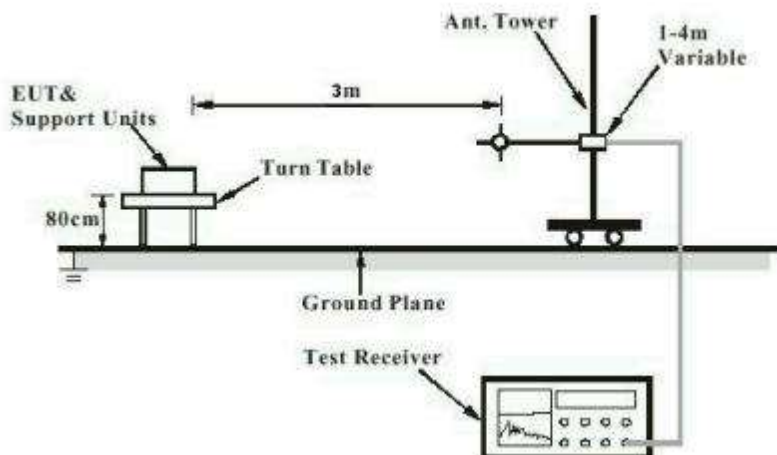 Ant. Tower
1-4m
Variable
3m
EUT&
Support Units
Turn Table
80cm
Ground Plane
Test Receiver